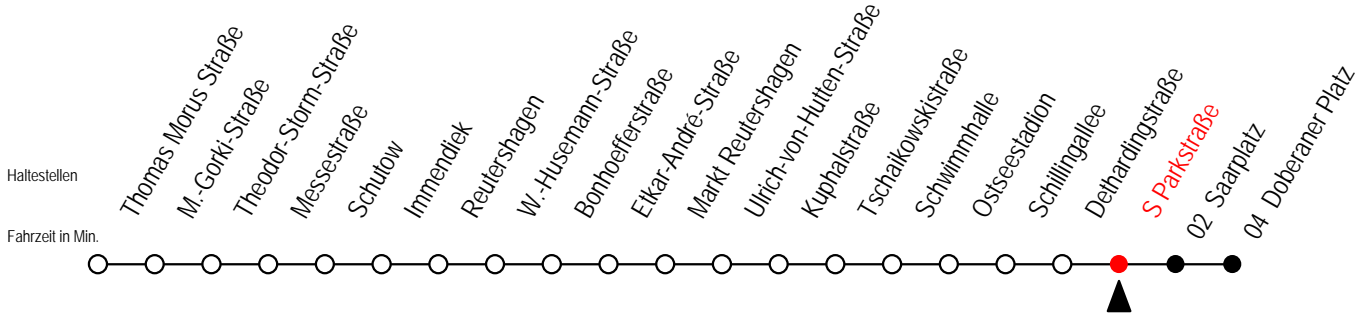 Haltestellen
Fahrzeit in Min.
Thomas Morus Straße
M.-Gorki-Straße
Theodor-Storm-Straße
Messestraße
Schutow
Immendiek
Reutershagen
W.-Husemann-Straße
Bonhoefferstraße
Etkar-André-Straße
Markt Reutershagen
Ulrich-von-Hutten-Straße
Kuphalstraße
Tschaikowskistraße
Schwimmhalle
Ostseestadion
Schillingallee
Dethardingstraße
S Parkstraße
02 Saarplatz
04 Doberaner Platz